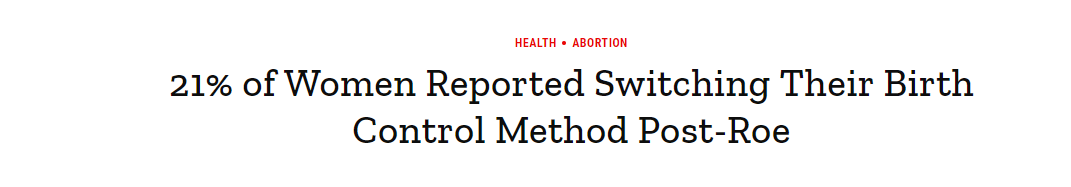 HEALTH • ABORTION
21% of Women Reported Switching Their Birth
Control Method Post-Roe